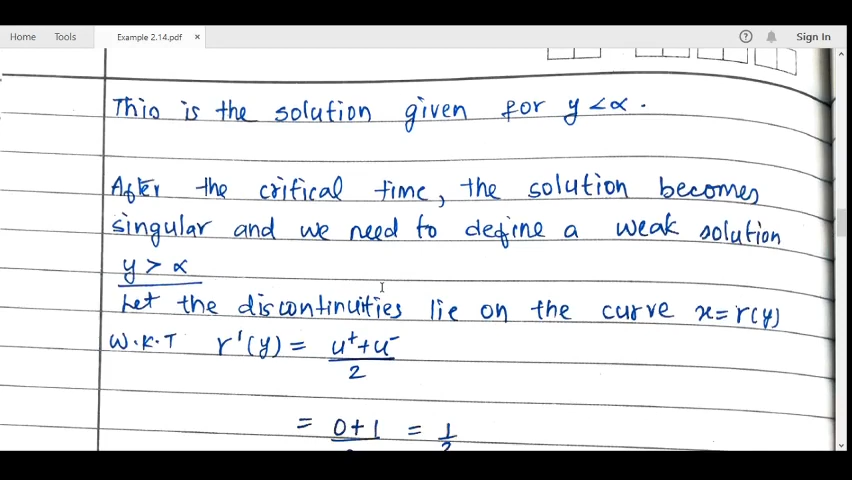 Home Tools Example 2.14.pdf × Sign In
This is the solution given for y < α.
After the critical time, the solution becomes
singular and we need to define a weak solution
y > α
Let the discontinuities lie on the curve x = r(y)
W.K.T r'(y) = u⁺+u⁻
2
= 0+1 = 1
2